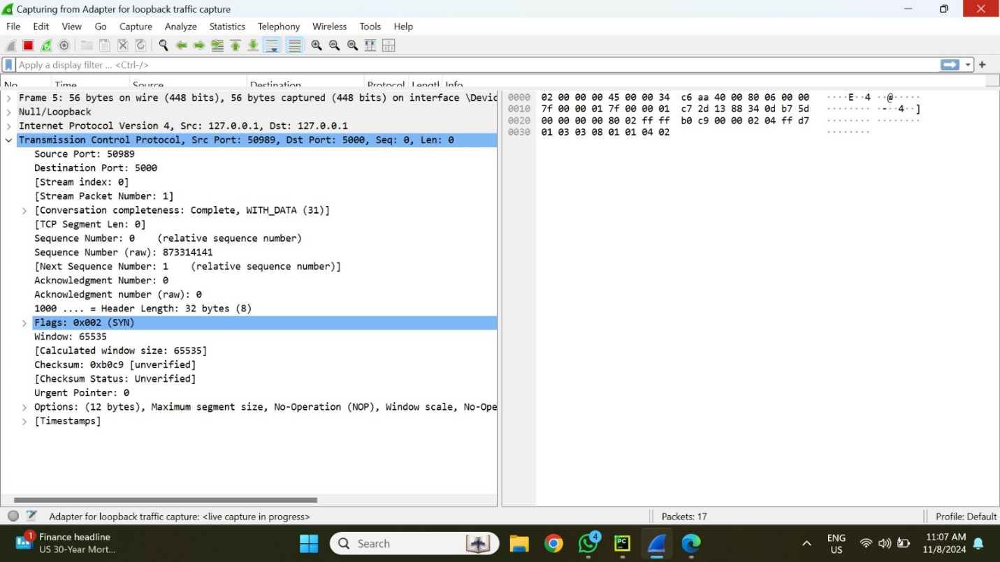 Capturing from Adapter for loopback traffic capture
File Edit View Go Capture Analyze Statistics Telephony Wireless Tools Help
Apply a display filter ... <Ctrl-/>
No. Time Source Destination Protocol Length Info
Frame 5: 56 bytes on wire (448 bits), 56 bytes captured (448 bits) on interface \Devic
Null/Loopback
Internet Protocol Version 4, Src: 127.0.0.1, Dst: 127.0.0.1
Transmission Control Protocol, Src Port: 50989, Dst Port: 5000, Seq: 0, Len: 0
Source Port: 50989
Destination Port: 5000
[Stream index: 0]
[Stream Packet Number: 1]
[Conversation completeness: Complete, WITH_DATA (31)]
[TCP Segment Len: 0]
Sequence Number: 0 (relative sequence number)
Sequence Number (raw): 873314141
[Next Sequence Number: 1 (relative sequence number)]
Acknowledgment Number: 0
Acknowledgment number (raw): 0
1000 .... = Header Length: 32 bytes (8)
Flags: 0x002 (SYN)
Window: 65535
[Calculated window size: 65535]
Checksum: 0xb0c9 [unverified]
[Checksum Status: Unverified]
Urgent Pointer: 0
Options: (12 bytes), Maximum segment size, No-Operation (NOP), Window scale, No-Ope
[Timestamps]
0000 02 00 00 00 45 00 00 34 c6 aa 40 00 80 06 00 00 ····E··4 ··@·····
0010 7f 00 00 01 7f 00 00 01 c7 2d 13 88 34 0d b7 5d ········ ·-··4··]
0020 00 00 00 00 80 02 ff ff b0 c9 00 00 02 04 ff d7 ········ ········
0030 01 03 03 08 01 01 04 02 ········
Adapter for loopback traffic capture: <live capture in progress>
Packets: 17
Profile: Default
1
Finance headline
US 30-Year Mort...
Search
4
PC
ENG
US
11:07 AM
11/8/2024